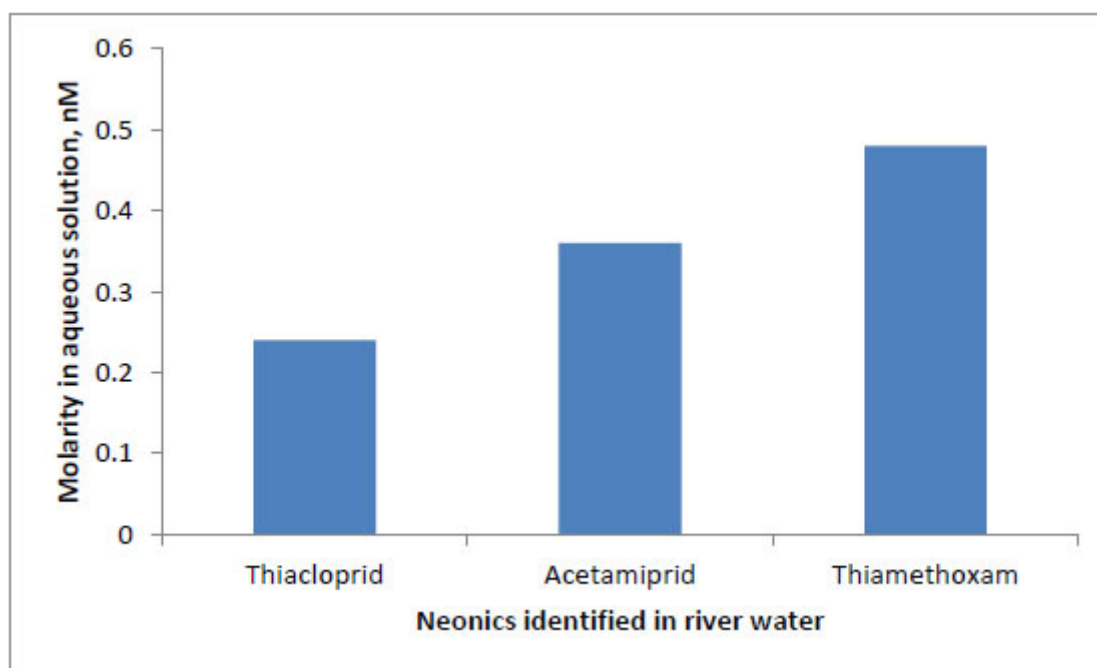 Molarity in aqueous solution, nM
0.6
0.5
0.4
0.3
0.2
0.1
0
Thiacloprid
Acetamiprid
Thiamethoxam
Neonics identified in river water